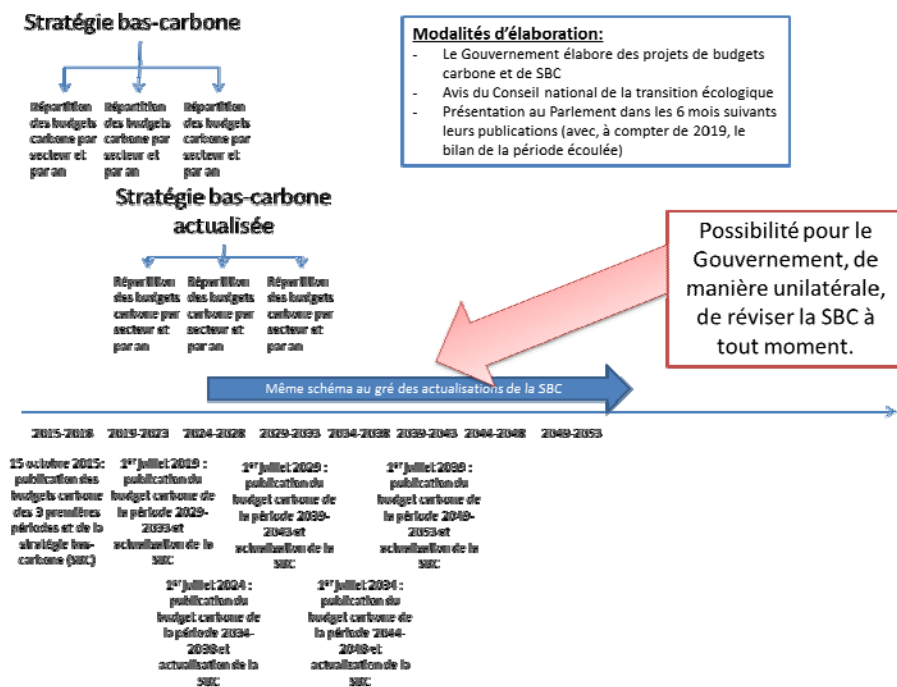 Stratégie bas-carbone
Répartition
des budgets
carbone par
secteur et
par an
Répartition
des budgets
carbone par
secteur et
par an
Répartition
des budgets
carbone par
secteur et
par an
Modalités d'élaboration:
- Le Gouvernement élabore des projets de budgets
carbone et de SBC
- Avis du Conseil national de la transition écologique
- Présentation au Parlement dans les 6 mois suivants
leurs publications (avec, à compter de 2019, le
bilan de la période écoulée)
Stratégie bas-carbone
actualisée
Répartition
des budgets
carbone par
secteur et
par an
Répartition
des budgets
carbone par
secteur et
par an
Répartition
des budgets
carbone par
secteur et
par an
Possibilité pour le
Gouvernement, de
manière unilatérale,
de réviser la SBC à
tout moment.
Même schéma au gré des actualisations de la SBC
2015-2018 2019-2023 2024-2028 2029-2033 2034-2038 2039-2043 2044-2048 2049-2053
15 octobre 2015:
publication des
budgets carbone
des 3 premières
périodes et de la
stratégie bas-
carbone (SBC)
1er juillet 2019 :
publication du
budget carbone de
la période 2029-
2033 et
actualisation de la
SBC
1er juillet 2029 :
publication du
budget carbone de
la période 2039-
2043 et
actualisation de la
SBC
1er juillet 2039 :
publication du
budget carbone de
la période 2049-
2053 et
actualisation de la
SBC
1er juillet 2024 :
publication du
budget carbone de
la période 2034-
2038 et
actualisation de la
SBC
1er juillet 2034 :
publication du
budget carbone de
la période 2044-
2048 et
actualisation de la
SBC